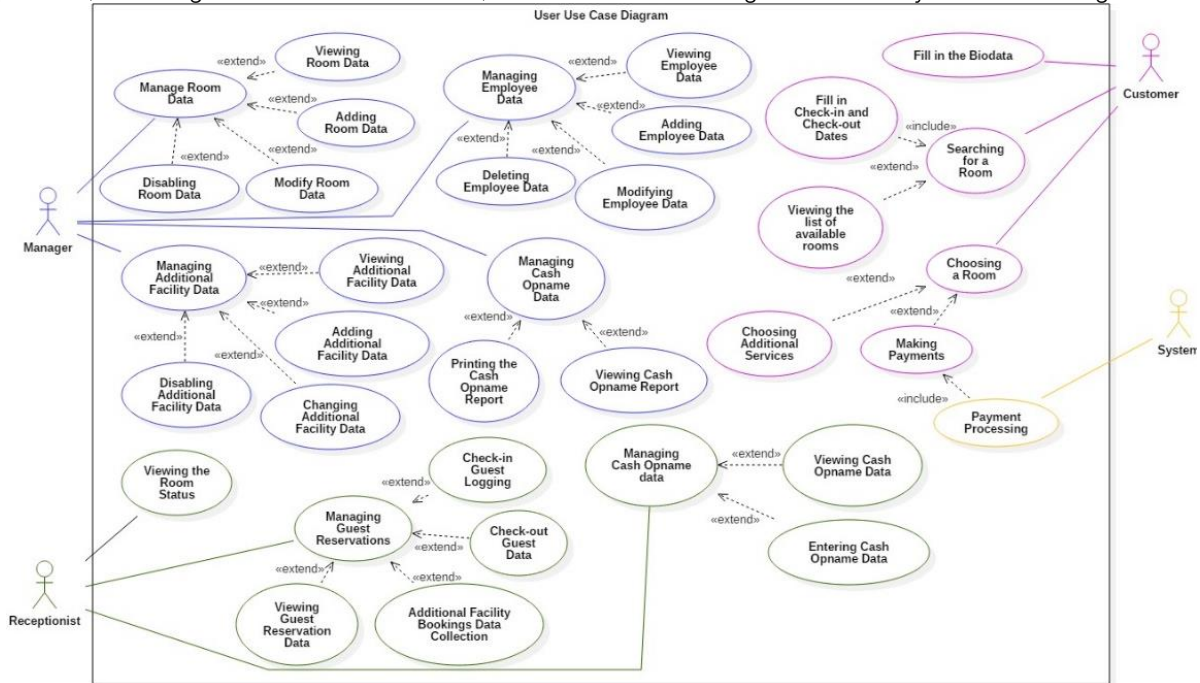 User Use Case Diagram
Viewing
Room Data
«extend»
Manage Room
Data
«extend»
Adding
Room Data
«extend»
«extend»
Disabling
Room Data
Modify Room
Data
Managing
Employee
Data
«extend»
Viewing
Employee
Data
«extend»
Adding
Employee Data
«extend»
«extend»
Deleting
Employee Data
Modifying
Employee Data
Fill in the Biodata
Customer
Fill in
Check-in and
Check-out
Dates
«include»
Searching
for a
Room
«extend»
Viewing the
list of
available
rooms
Choosing
a Room
«extend»
«extend»
Choosing
Additional
Services
Making
Payments
«include»
Payment
Processing
System
Manager
Managing
Additional
Facility Data
«extend»
Viewing
Additional
Facility Data
«extend»
Adding
Additional
Facility Data
«extend»
«extend»
Disabling
Additional
Facility Data
Changing
Additional
Facility Data
Managing
Cash
Opname
Data
«extend»
«extend»
Printing the
Cash
Opname
Report
Viewing Cash
Opname Report
Viewing the
Room
Status
Check-in
Guest
Logging
«extend»
Managing
Guest
Reservations
«extend»
Check-out
Guest
Data
«extend»
«extend»
Viewing
Guest
Reservation
Data
Additional Facility
Bookings Data
Collection
Receptionist
Managing
Cash Opname
data
«extend»
Viewing Cash
Opname Data
«extend»
Entering Cash
Opname Data